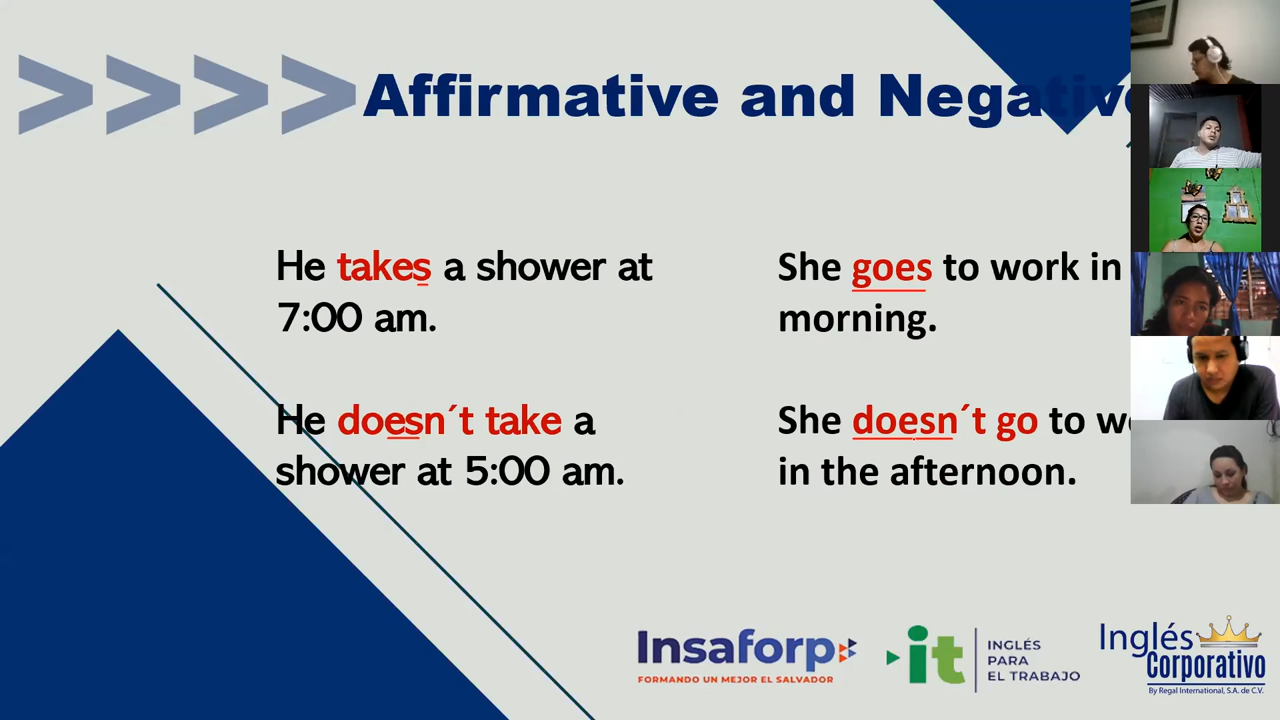 >>>> Affirmative and Negative
He takes a shower at
7:00 am.
He doesn´t take a
shower at 5:00 am.
She goes to work in
morning.
She doesn´t go to
in the afternoon.
Insaforp
FORMANDO UN MEJOR EL SALVADOR
it
INGLÉS
PARA
EL TRABAJO
Inglés
Corporativo
By Regal International, S.A. de C.V.